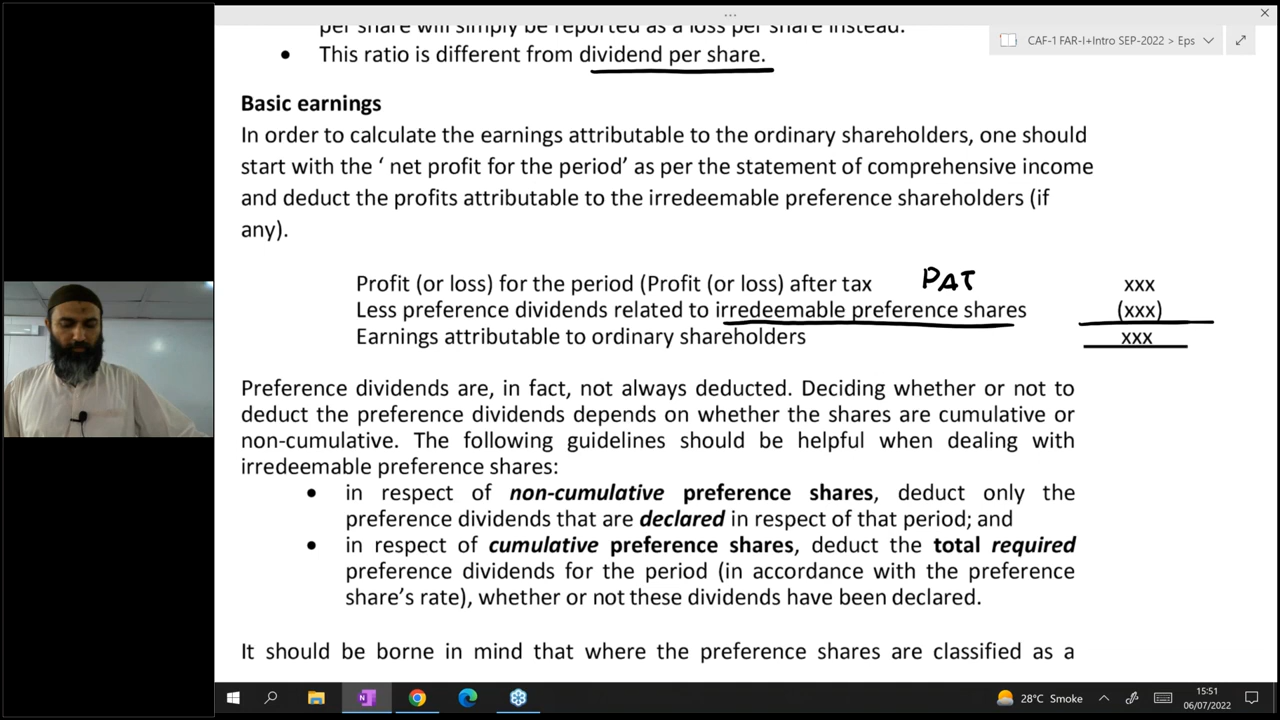 per share will simply be reported as a loss per share instead.
CAF-1 FAR-I+Intro SEP-2022 > Eps
• This ratio is different from dividend per share.
Basic earnings
In order to calculate the earnings attributable to the ordinary shareholders, one should
start with the ‘ net profit for the period’ as per the statement of comprehensive income
and deduct the profits attributable to the irredeemable preference shareholders (if
any).
Profit (or loss) for the period (Profit (or loss) after tax PAT xxx
Less preference dividends related to irredeemable preference shares (xxx)
Earnings attributable to ordinary shareholders xxx
Preference dividends are, in fact, not always deducted. Deciding whether or not to
deduct the preference dividends depends on whether the shares are cumulative or
non-cumulative. The following guidelines should be helpful when dealing with
irredeemable preference shares:
• in respect of non-cumulative preference shares, deduct only the
preference dividends that are declared in respect of that period; and
• in respect of cumulative preference shares, deduct the total required
preference dividends for the period (in accordance with the preference
share’s rate), whether or not these dividends have been declared.
It should be borne in mind that where the preference shares are classified as a
28°C Smoke
15:51
06/07/2022